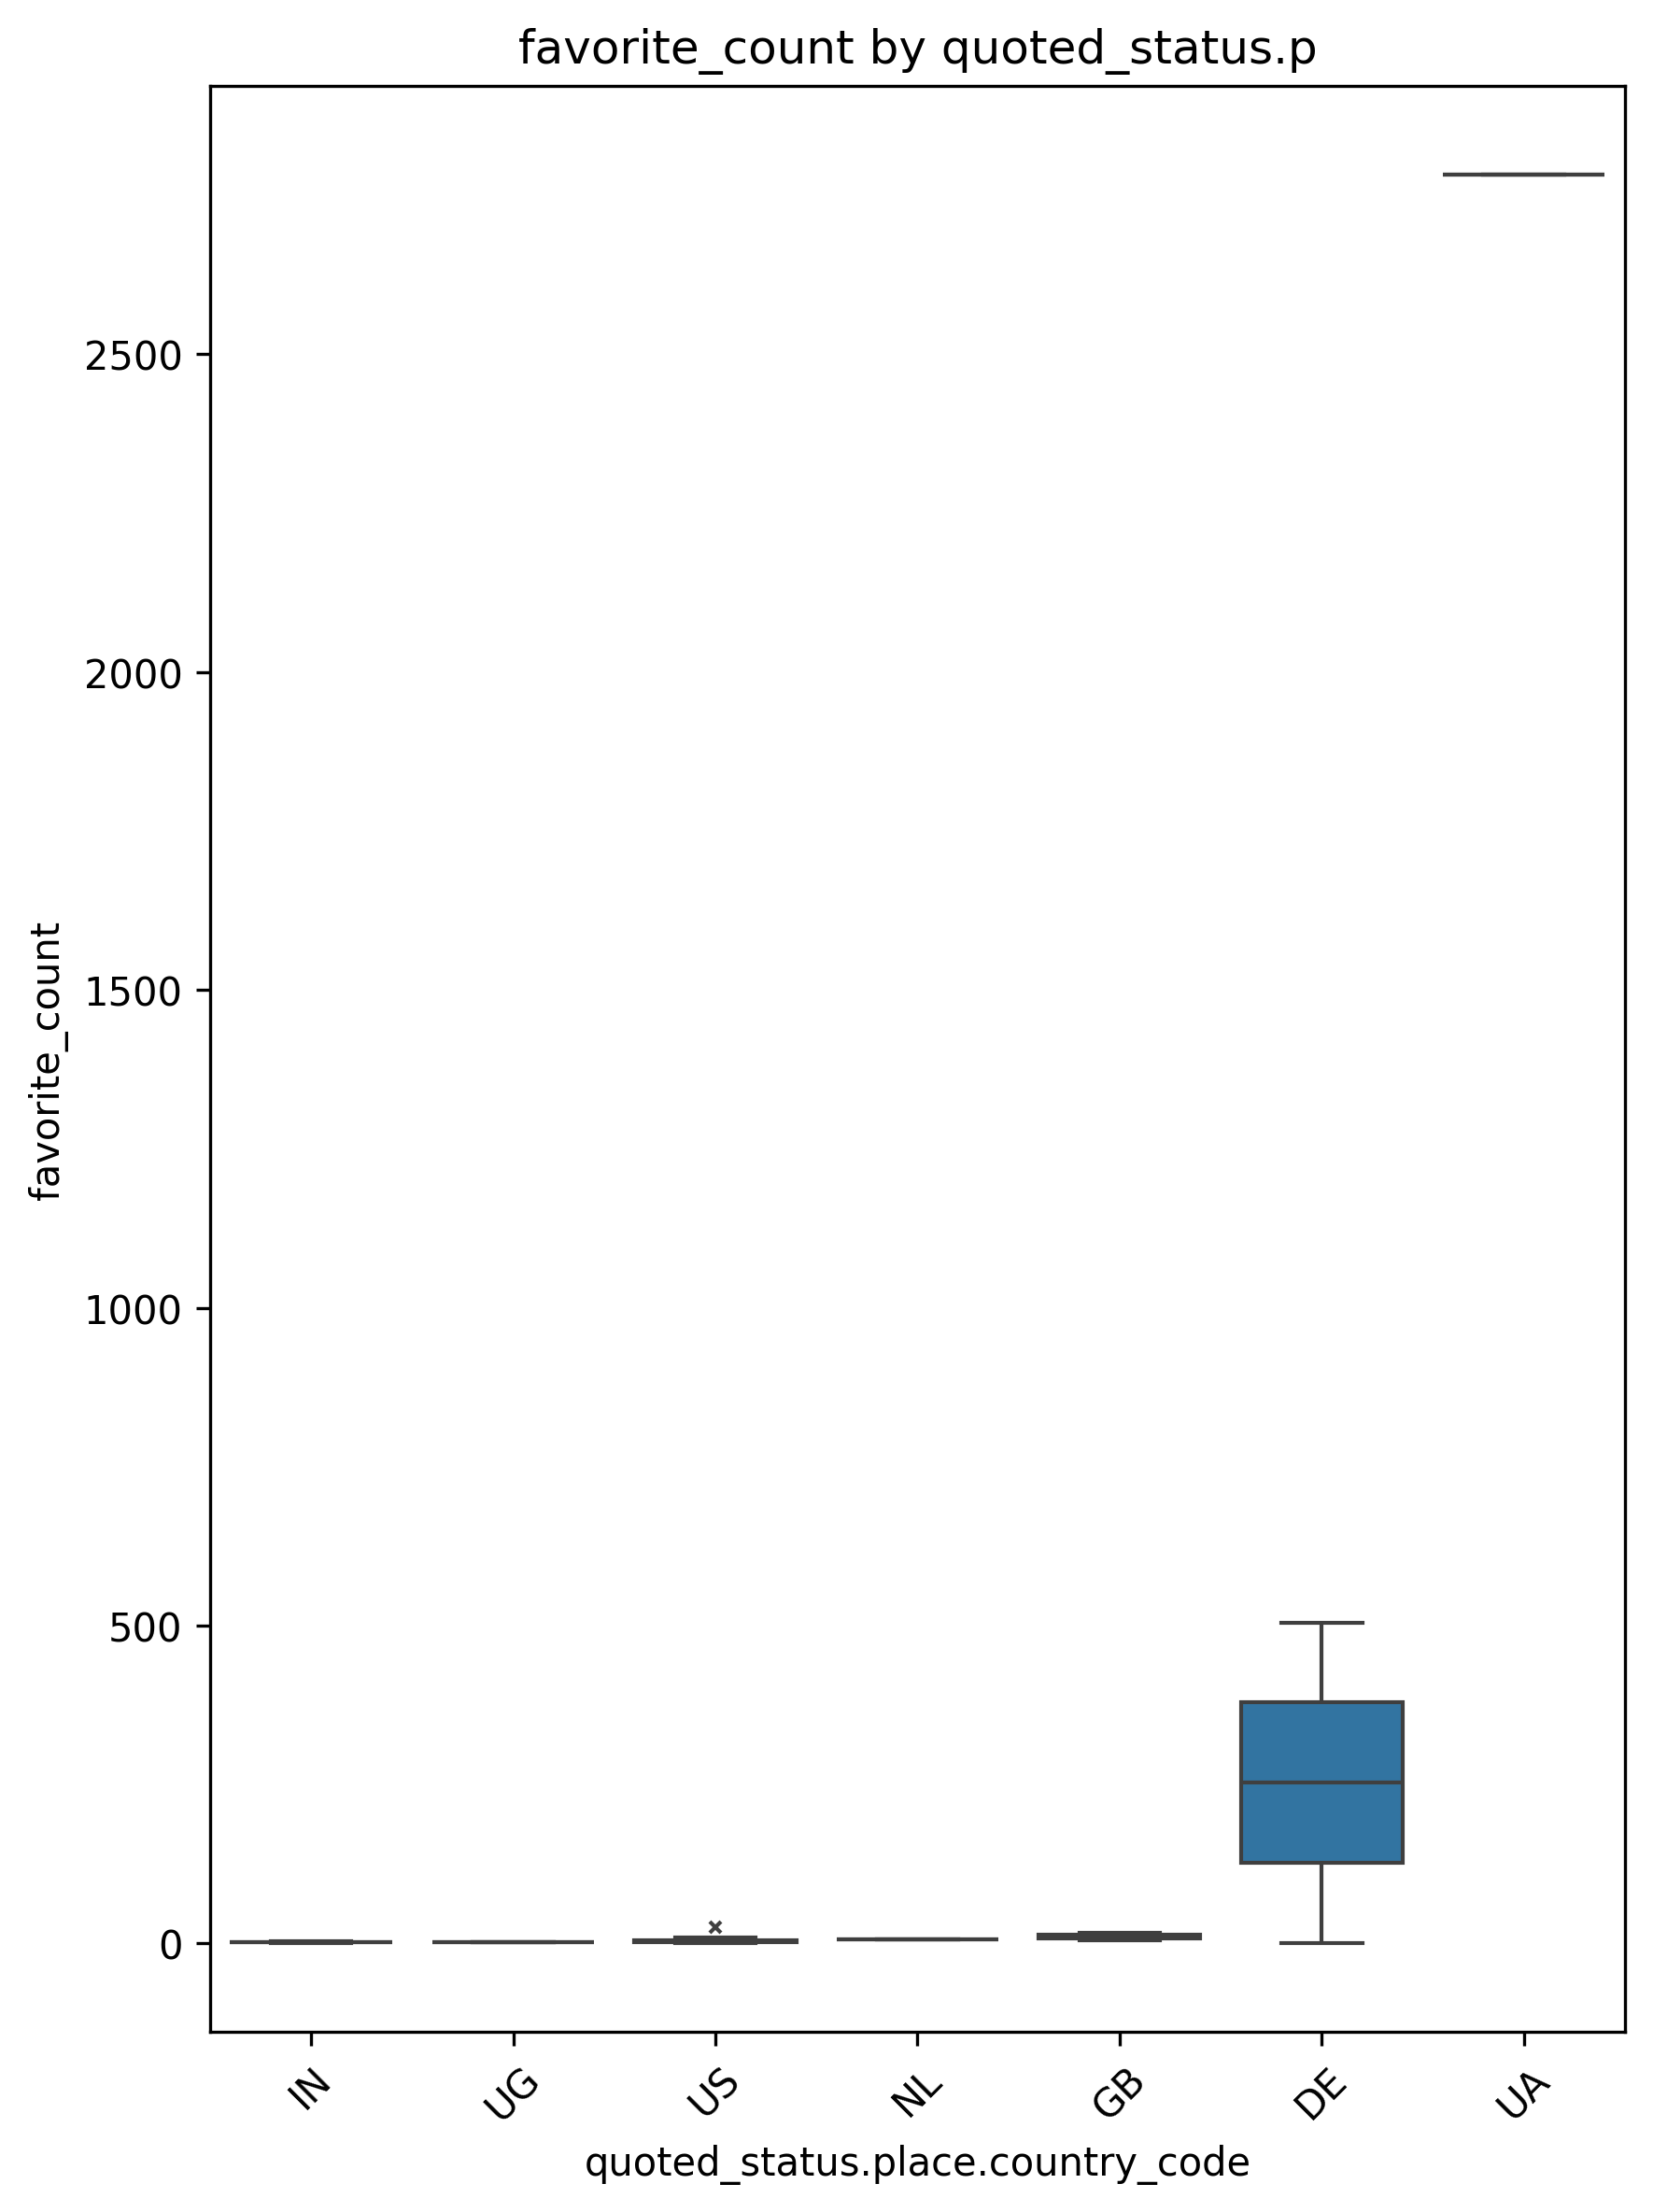 favorite_count by quoted_status.p
favorite_count
2500
2000
1500
1000
500
0
IN
UG
US
NL
GB
DE
UA
quoted_status.place.country_code